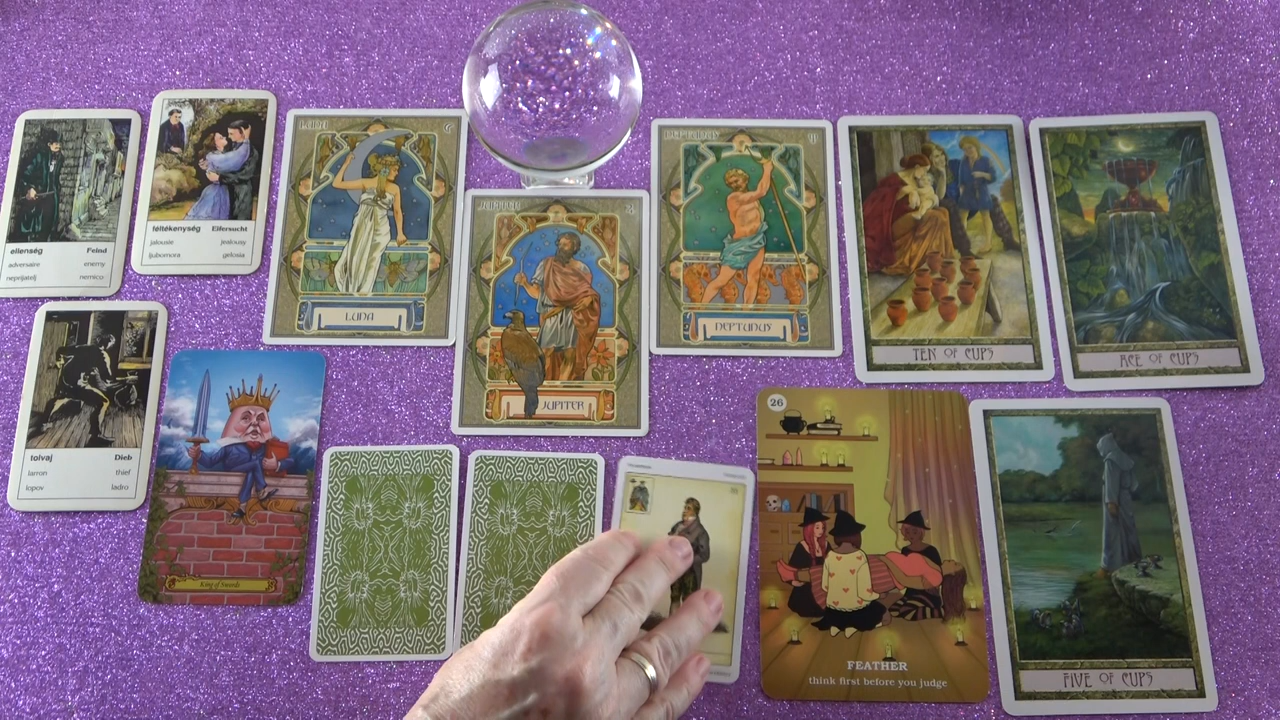 ellenség Feind
adversaire enemy
neprijatelj nemico
féltékenység Eifersucht
jalousie jealousy
ljubomora gelosia
LUNA
LUNA
JUPITER
JUPITER
NEPTUNUS
NEPTUNUS
TEN OF CUPS
ACE OF CUPS
tolvaj Dieb
larron thief
lopov ladro
King of Swords
26
FEATHER
think first before you judge
FIVE OF CUPS